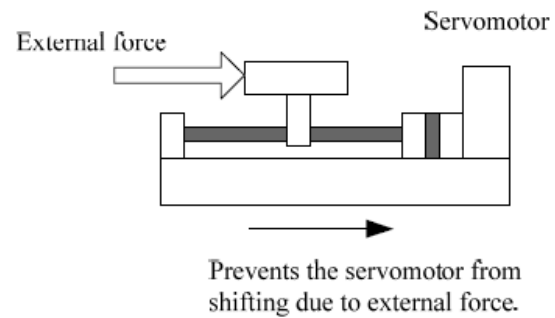 Servomotor
External force
Prevents the servomotor from
shifting due to external force.